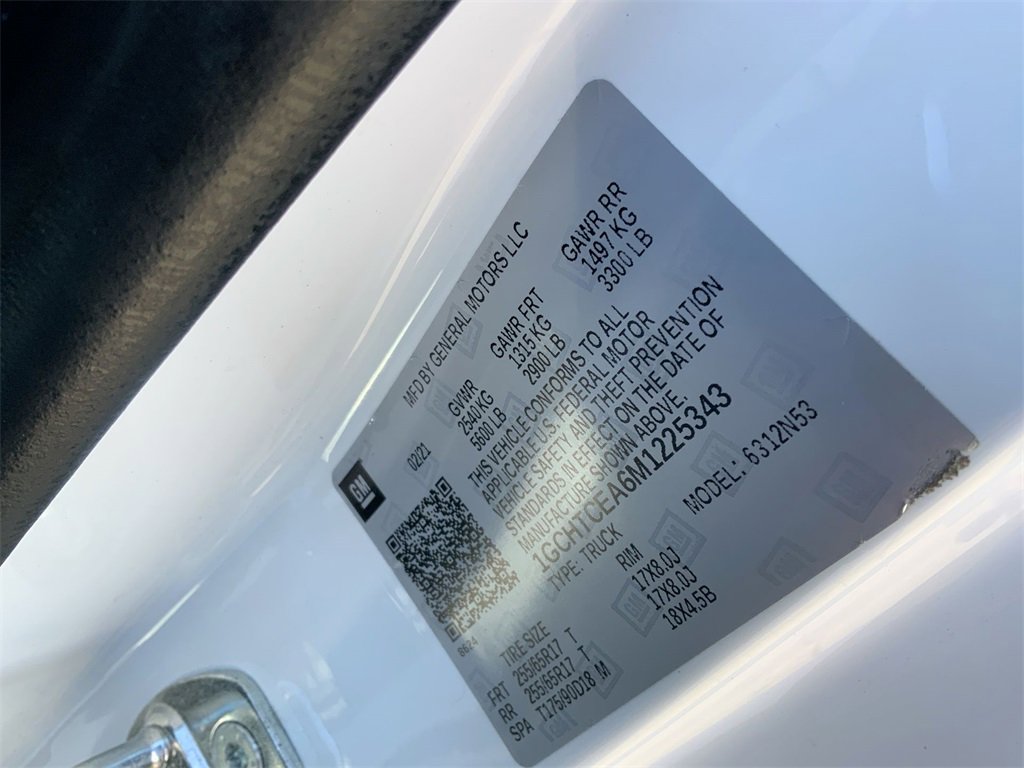 GM
MFD BY GENERAL MOTORS LLC
02/21
GVWR GAWR FRT GAWR RR
2540KG 1315 KG 1497 KG
5600 LB 2900 LB 3300 LB
THIS VEHICLE CONFORMS TO ALL
APPLICABLE U.S. FEDERAL MOTOR
VEHICLE SAFETY AND THEFT PREVENTION
STANDARDS IN EFFECT ON THE DATE OF
MANUFACTURE SHOWN ABOVE.
1GCHTCEA6M1225343
TYPE: TRUCK MODEL: 6312N53
8674
TIRE SIZE RIM
FRT 255/65R17 T 17X8.0J
RR 255/65R17 T 17X8.0J
SPA T175/90D18 M 18X4.5B